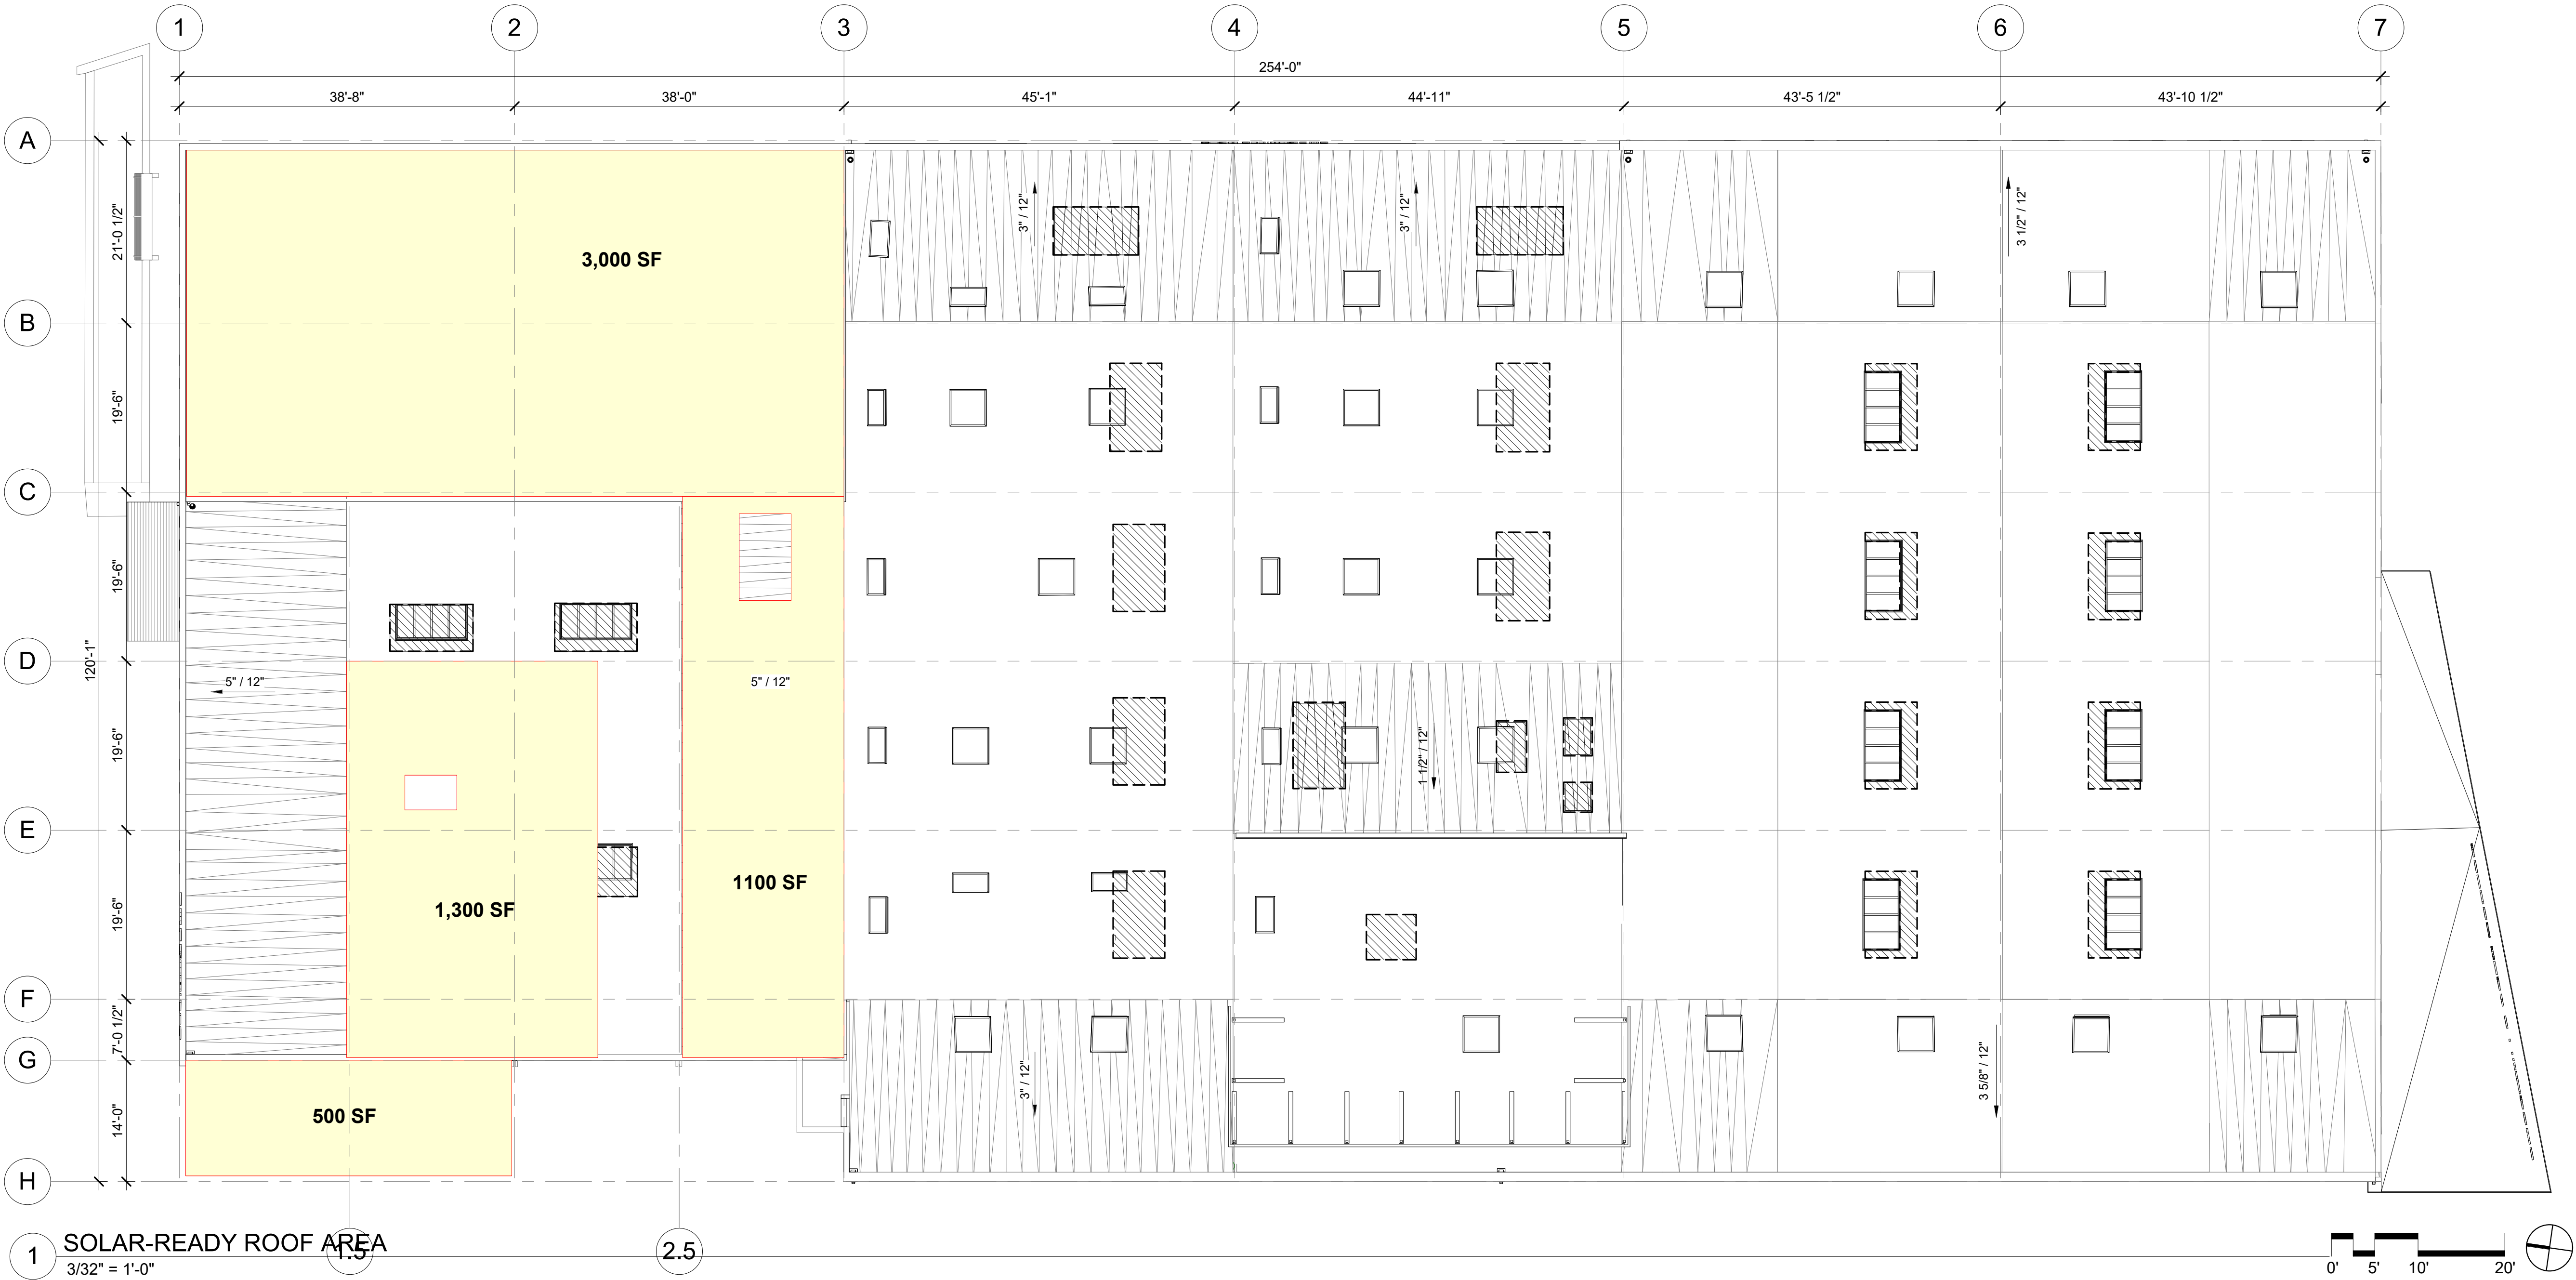 1 2 3 4 5 6 7
254'-0"
38'-8" 38'-0" 45'-1" 44'-11" 43'-5 1/2" 43'-10 1/2"
A
21'-0 1/2"
3" / 12"
3" / 12"
3 1/2" / 12"
3,000 SF
B
19'-6"
C
19'-6"
D
120'-1"
5" / 12"
5" / 12"
19'-6"
1 1/2" / 12"
E
19'-6"
1,300 SF
1100 SF
F
7'-0 1/2"
G
3" / 12"
3 5/8" / 12"
14'-0"
500 SF
H
1 SOLAR-READY ROOF AREA
1.5
2.5
3/32" = 1'-0"
0' 5' 10' 20'